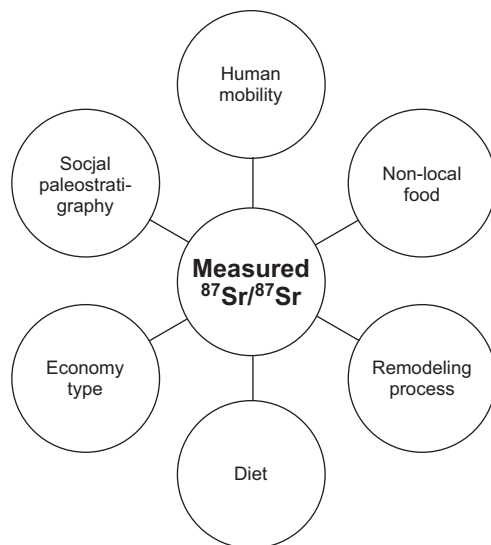 Human
mobility
Socjal
paleostrati-
graphy
Non-local
food
Measured
⁸⁷Sr/⁸⁷Sr
Economy
type
Remodeling
process
Diet